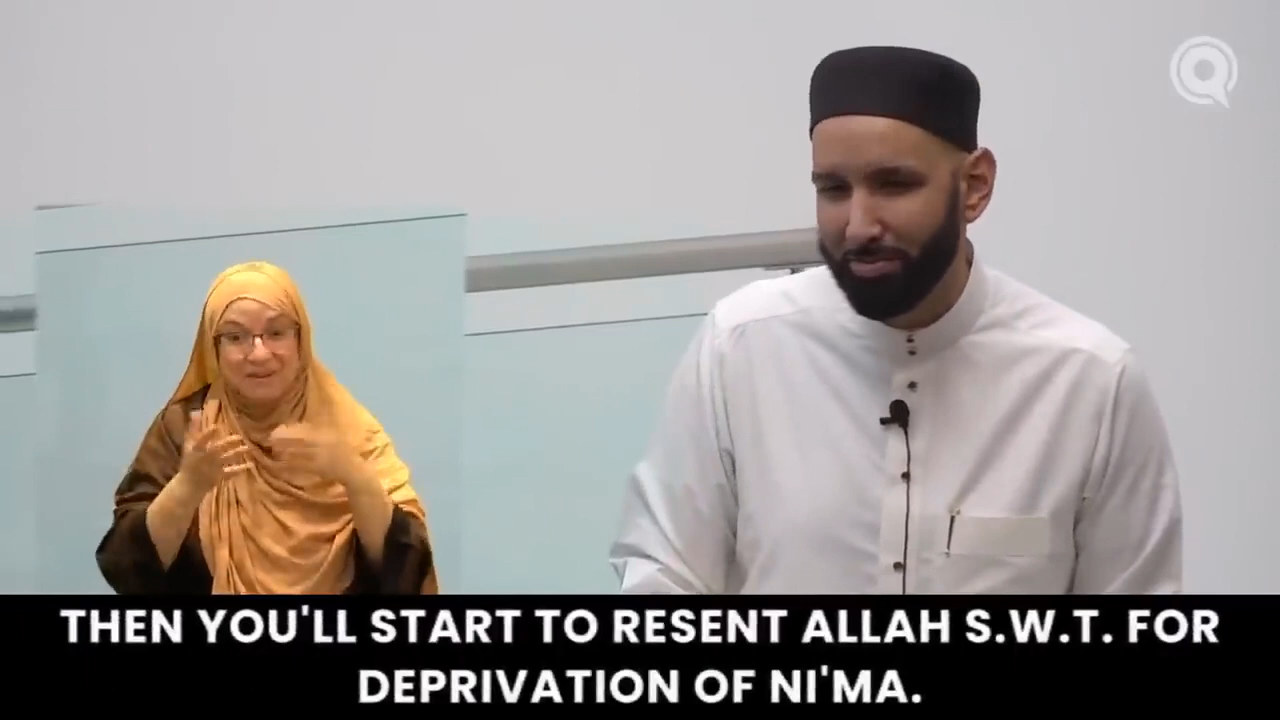 THEN YOU'LL START TO RESENT ALLAH S.W.T. FOR
DEPRIVATION OF NI'MA.